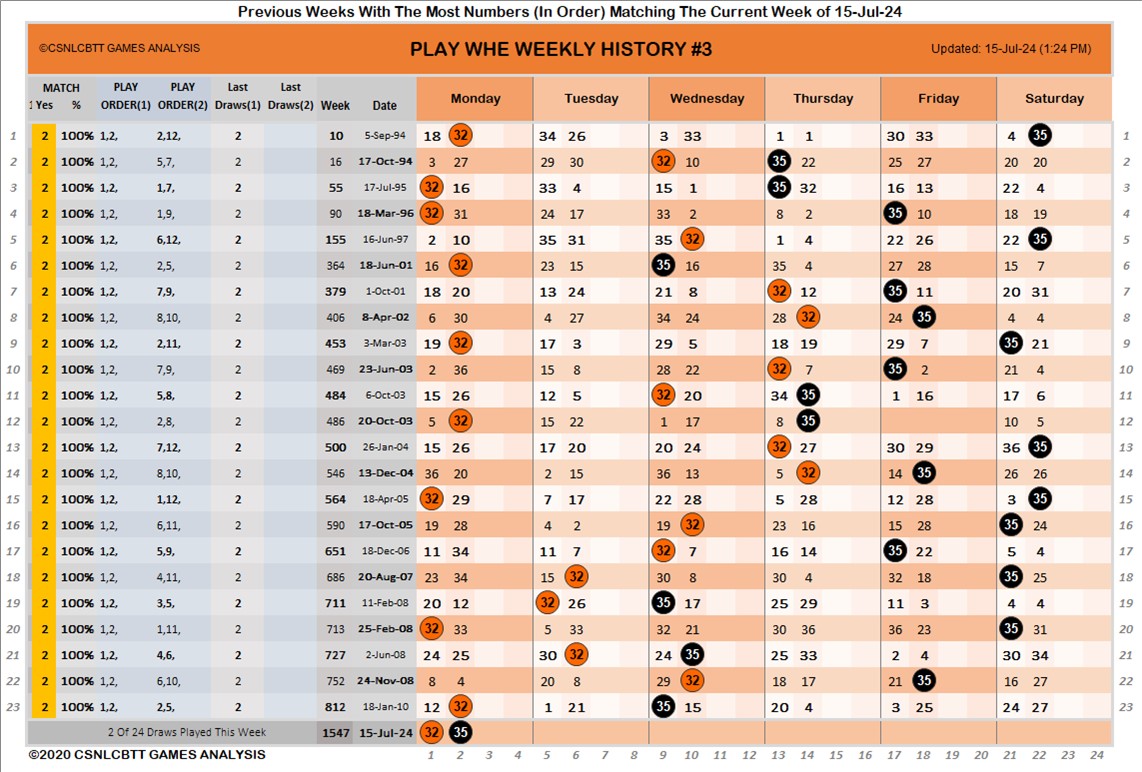 Previous Weeks With The Most Numbers (In Order) Matching The Current Week of 15-Jul-24
©CSNLCBTT GAMES ANALYSIS PLAY WHE WEEKLY HISTORY #3 Updated: 15-Jul-24 (1:24 PM)
MATCH PLAY PLAY Last Last
1 Yes % ORDER(1) ORDER(2) Draws(1) Draws(2) Week Date Monday Tuesday Wednesday Thursday Friday Saturday
1 2 100% 1,2, 2,12, 2 10 5-Sep-94 18 32 34 26 3 33 1 1 30 33 4 35 1
2 2 100% 1,2, 5,7, 2 16 17-Oct-94 3 27 29 30 32 10 35 22 25 27 20 20 2
3 2 100% 1,2, 1,7, 2 55 17-Jul-95 32 16 33 4 15 1 35 32 16 13 22 4 3
4 2 100% 1,2, 1,9, 2 90 18-Mar-96 32 31 24 17 33 2 8 2 35 10 18 19 4
5 2 100% 1,2, 6,12, 2 155 16-Jun-97 2 10 35 31 35 32 1 4 22 26 22 35 5
6 2 100% 1,2, 2,5, 2 364 18-Jun-01 16 32 23 15 35 16 35 4 27 28 15 7 6
7 2 100% 1,2, 7,9, 2 379 1-Oct-01 18 20 13 24 21 8 32 12 35 11 20 31 7
8 2 100% 1,2, 8,10, 2 406 8-Apr-02 6 30 4 27 34 24 28 32 24 35 4 4 8
9 2 100% 1,2, 2,11, 2 453 3-Mar-03 19 32 17 3 29 5 18 19 29 7 35 21 9
10 2 100% 1,2, 7,9, 2 469 23-Jun-03 2 36 15 8 28 22 32 7 35 2 21 4 10
11 2 100% 1,2, 5,8, 2 484 6-Oct-03 15 26 12 5 32 20 34 35 1 16 17 6 11
12 2 100% 1,2, 2,8, 2 486 20-Oct-03 5 32 15 22 1 17 8 35 10 5 12
13 2 100% 1,2, 7,12, 2 500 26-Jan-04 15 26 17 20 20 24 32 27 30 29 36 35 13
14 2 100% 1,2, 8,10, 2 546 13-Dec-04 36 20 2 15 36 13 5 32 14 35 26 26 14
15 2 100% 1,2, 1,12, 2 564 18-Apr-05 32 29 7 17 22 28 5 28 12 28 3 35 15
16 2 100% 1,2, 6,11, 2 590 17-Oct-05 19 28 4 2 19 32 23 16 15 28 35 24 16
17 2 100% 1,2, 5,9, 2 651 18-Dec-06 11 34 11 7 32 7 16 14 35 22 5 4 17
18 2 100% 1,2, 4,11, 2 686 20-Aug-07 23 34 15 32 30 8 30 4 32 18 35 25 18
19 2 100% 1,2, 3,5, 2 711 11-Feb-08 20 12 32 26 35 17 25 29 11 3 4 4 19
20 2 100% 1,2, 1,11, 2 713 25-Feb-08 32 33 5 33 32 21 30 36 36 23 35 31 20
21 2 100% 1,2, 4,6, 2 727 2-Jun-08 24 25 30 32 24 35 25 33 2 4 30 34 21
22 2 100% 1,2, 6,10, 2 752 24-Nov-08 8 4 20 8 29 32 18 17 21 35 16 27 22
23 2 100% 1,2, 2,5, 2 812 18-Jan-10 12 32 1 21 35 15 20 4 3 25 24 27 23
2 Of 24 Draws Played This Week 1547 15-Jul-24 32 35
©2020 CSNLCBTT GAMES ANALYSIS 1 2 3 4 5 6 7 8 9 10 11 12 13 14 15 16 17 18 19 20 21 22 23 24